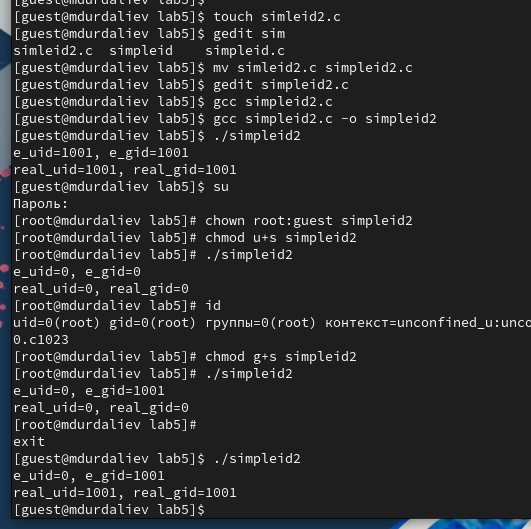 [guest@mdurdaliev lab5]$ touch simleid2.c
[guest@mdurdaliev lab5]$ gedit sim
simleid2.c  simpleid    simpleid.c
[guest@mdurdaliev lab5]$ mv simleid2.c simpleid2.c
[guest@mdurdaliev lab5]$ gedit simpleid2.c
[guest@mdurdaliev lab5]$ gcc simpleid2.c
[guest@mdurdaliev lab5]$ gcc simpleid2.c -o simpleid2
[guest@mdurdaliev lab5]$ ./simpleid2
e_uid=1001, e_gid=1001
real_uid=1001, real_gid=1001
[guest@mdurdaliev lab5]$ su
Пароль:
[root@mdurdaliev lab5]# chown root:guest simpleid2
[root@mdurdaliev lab5]# chmod u+s simpleid2
[root@mdurdaliev lab5]# ./simpleid2
e_uid=0, e_gid=0
real_uid=0, real_gid=0
[root@mdurdaliev lab5]# id
uid=0(root) gid=0(root) группы=0(root) контекст=unconfined_u:unco
0.c1023
[root@mdurdaliev lab5]# chmod g+s simpleid2
[root@mdurdaliev lab5]# ./simpleid2
e_uid=0, e_gid=1001
real_uid=0, real_gid=0
[root@mdurdaliev lab5]#
exit
[guest@mdurdaliev lab5]$ ./simpleid2
e_uid=0, e_gid=1001
real_uid=1001, real_gid=1001
[guest@mdurdaliev lab5]$